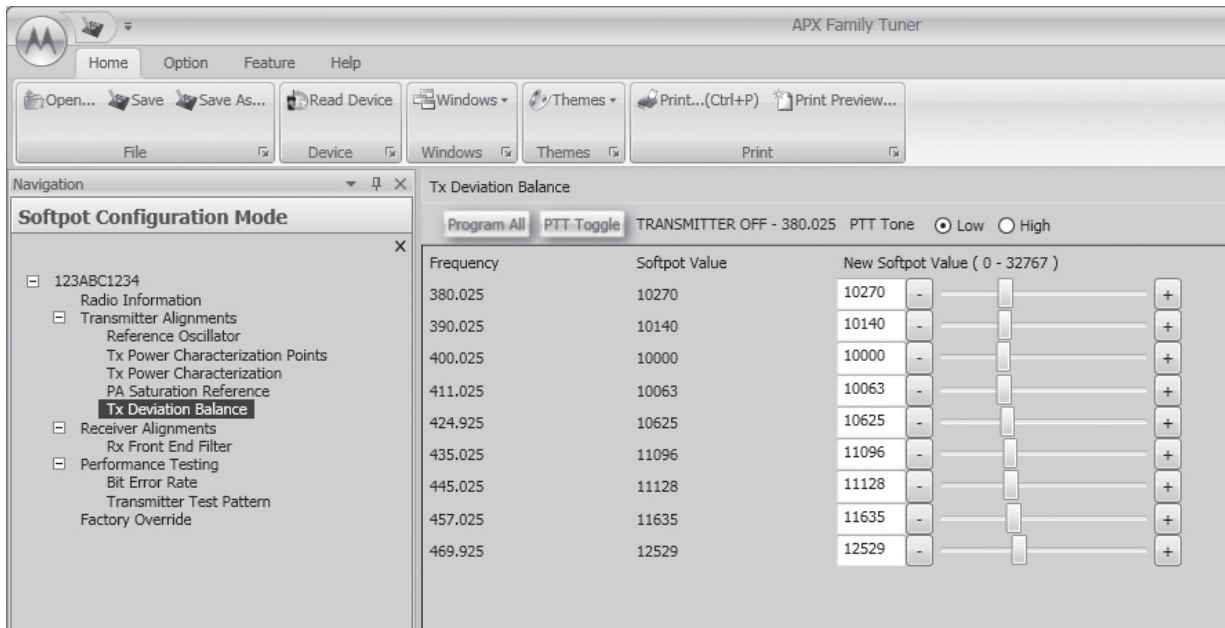 APX Family Tuner
Home Option Feature Help
Open... Save Save As... Read Device Windows Themes Print...(Ctrl+P) Print Preview...
File Device Windows Themes Print
Navigation
Softpot Configuration Mode
123ABC1234
Radio Information
Transmitter Alignments
Reference Oscillator
Tx Power Characterization Points
Tx Power Characterization
PA Saturation Reference
Tx Deviation Balance
Receiver Alignments
Rx Front End Filter
Performance Testing
Bit Error Rate
Transmitter Test Pattern
Factory Override
Tx Deviation Balance
Program All PTT Toggle TRANSMITTER OFF - 380.025 PTT Tone Low High
Frequency Softpot Value New Softpot Value ( 0 - 32767 )
380.025 10270 10270 - +
390.025 10140 10140 - +
400.025 10000 10000 - +
411.025 10063 10063 - +
424.925 10625 10625 - +
435.025 11096 11096 - +
445.025 11128 11128 - +
457.025 11635 11635 - +
469.925 12529 12529 - +